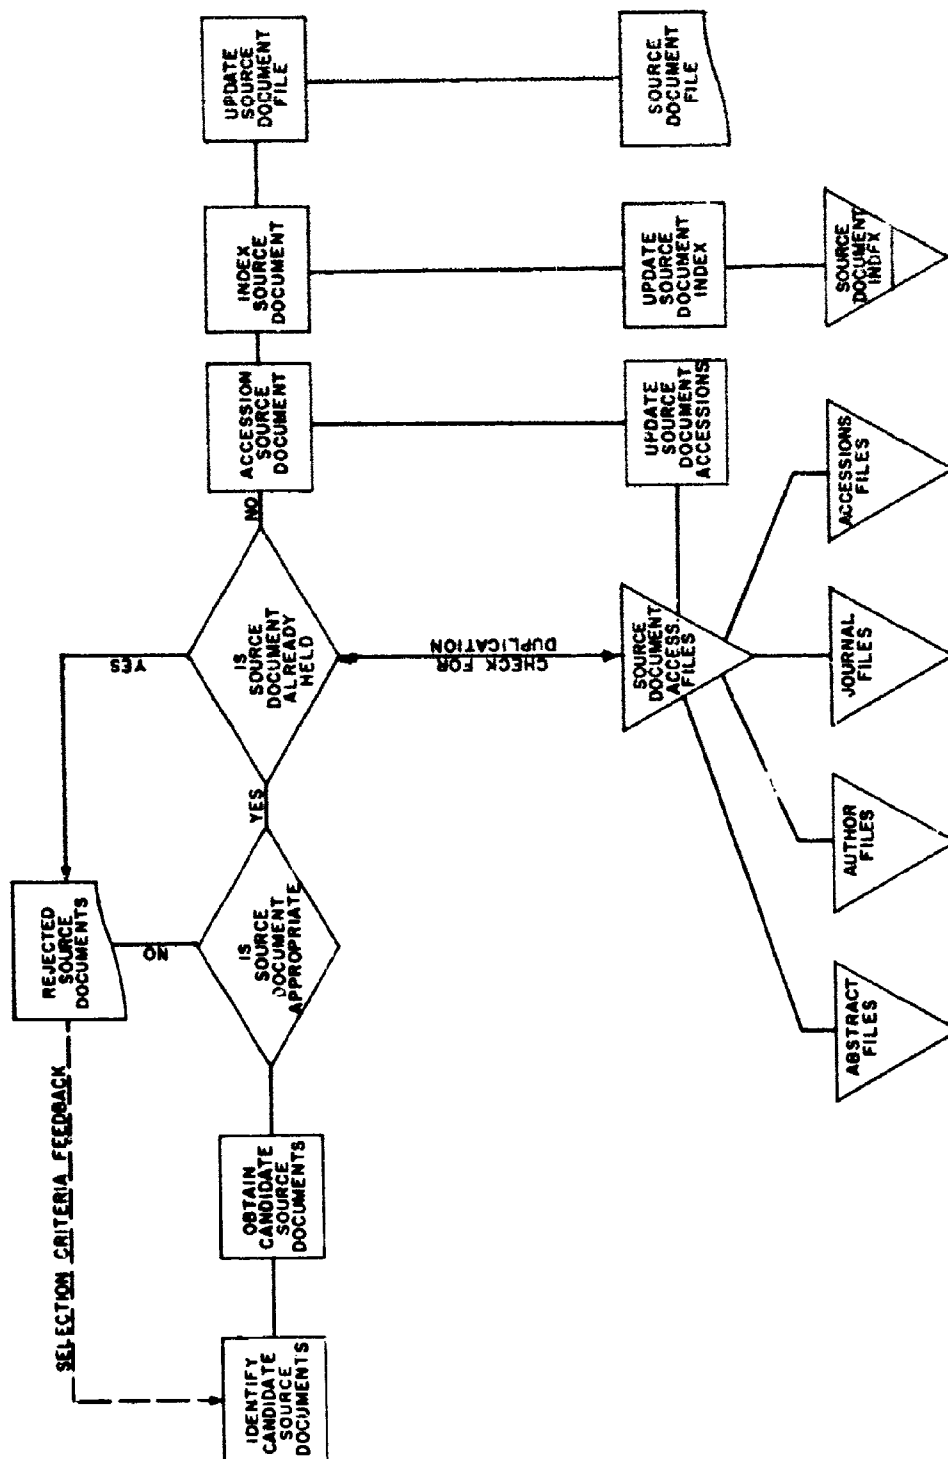 SELECTION CRITERIA FEEDBACK
REJECTED
SOURCE
DOCUMENTS
YES
NO
IDENTIFY
CANDIDATE
SOURCE
DOCUMENTS
OBTAIN
CANDIDATE
SOURCE
DOCUMENTS
IS
SOURCE
DOCUMENT
APPROPRIATE
YES
IS
SOURCE
DOCUMENT
ALREADY
HELD
NO
ACCESSION
SOURCE
DOCUMENT
INDEX
SOURCE
DOCUMENT
UPDATE
SOURCE
DOCUMENT
FILE
CHECK FOR
DUPLICATION
SOURCE
DOCUMENT
ACCESS.
FILES
UPDATE
SOURCE
DOCUMENT
ACCESSIONS
UPDATE
SOURCE
DOCUMENT
INDEX
SOURCE
DOCUMENT
FILE
ABSTRACT
FILES
AUTHOR
FILES
JOURNAL
FILES
ACCESSIONS
FILES
SOURCE
DOCUMENT
INDEX